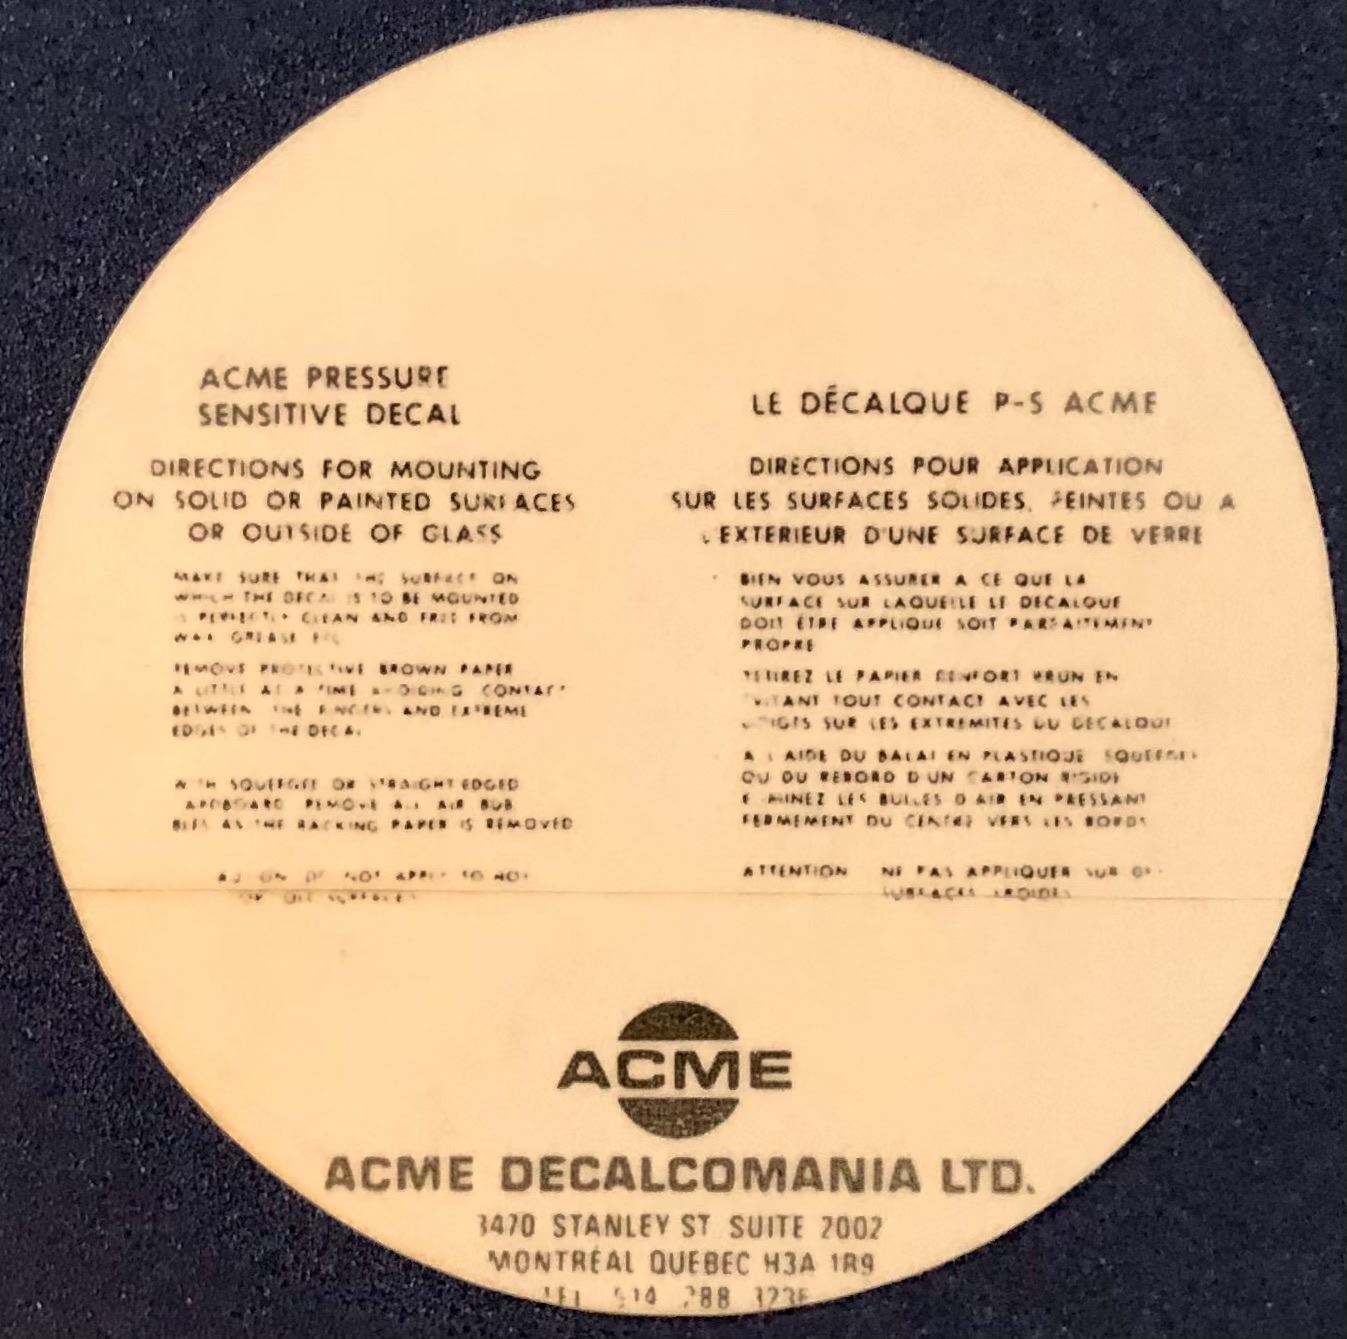 ACME PRESSURE
SENSITIVE DECAL
DIRECTIONS FOR MOUNTING
ON SOLID OR PAINTED SURFACES
OR OUTSIDE OF GLASS
MAKE SURE THAT THE SURFACE ON
WHICH THE DECAL IS TO BE MOUNTED
IS PERFECTLY CLEAN AND FREE FROM
WAX GREASE ETC
REMOVE PROTECTIVE BROWN PAPER
A LITTLE AT A TIME AVOIDING CONTACT
BETWEEN THE FINGERS AND EXTREME
EDGES OF THE DECAL
WITH SQUEEGEE OR STRAIGHT EDGED
CARDBOARD REMOVE ALL AIR BUB
BLES AS THE BACKING PAPER IS REMOVED
DO NOT APPLY TO HOT
SURFACES
LE DÉCALQUE P-S ACME
DIRECTIONS POUR APPLICATION
SUR LES SURFACES SOLIDES, PEINTES OU A
L'EXTERIEUR D'UNE SURFACE DE VERRE
BIEN VOUS ASSURER A CE QUE LA
SURFACE SUR LAQUELLE LE DECALQUE
DOIT ÊTRE APPLIQUE SOIT PARFAITEMENT
PROPRE
RETIREZ LE PAPIER RENFORT BRUN EN
EVITANT TOUT CONTACT AVEC LES
DOIGTS SUR LES EXTREMITES DU DECALQUE
A L AIDE DU BALAI EN PLASTIQUE SQUEEGEE
OU DU REBORD D UN CARTON RIGIDE
ELIMINEZ LES BULLES D AIR EN PRESSANT
FERMEMENT DU CENTRE VERS LES BORDS
ATTENTION NE PAS APPLIQUER SUR
SURFACES FROIDES
ACME
ACME DECALCOMANIA LTD.
3470 STANLEY ST SUITE 2002
MONTRÉAL QUEBEC H3A 1R9
TEL 514 288